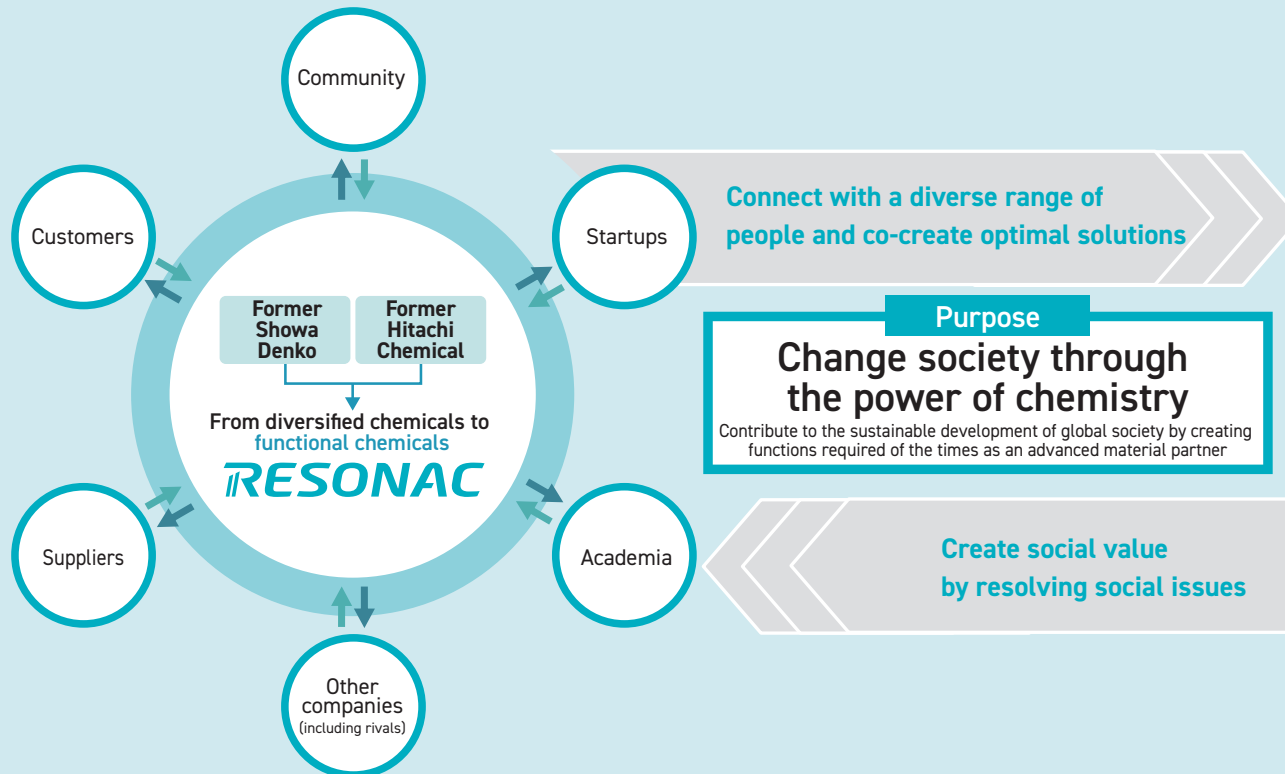 Community
Customers
Startups
Connect with a diverse range of
people and co-create optimal solutions
Former
Showa
Denko
Former
Hitachi
Chemical
From diversified chemicals to
functional chemicals
RESONAC
Purpose
Change society through
the power of chemistry
Contribute to the sustainable development of global society by creating
functions required of the times as an advanced material partner
Suppliers
Academia
Create social value
by resolving social issues
Other
companies
(including rivals)